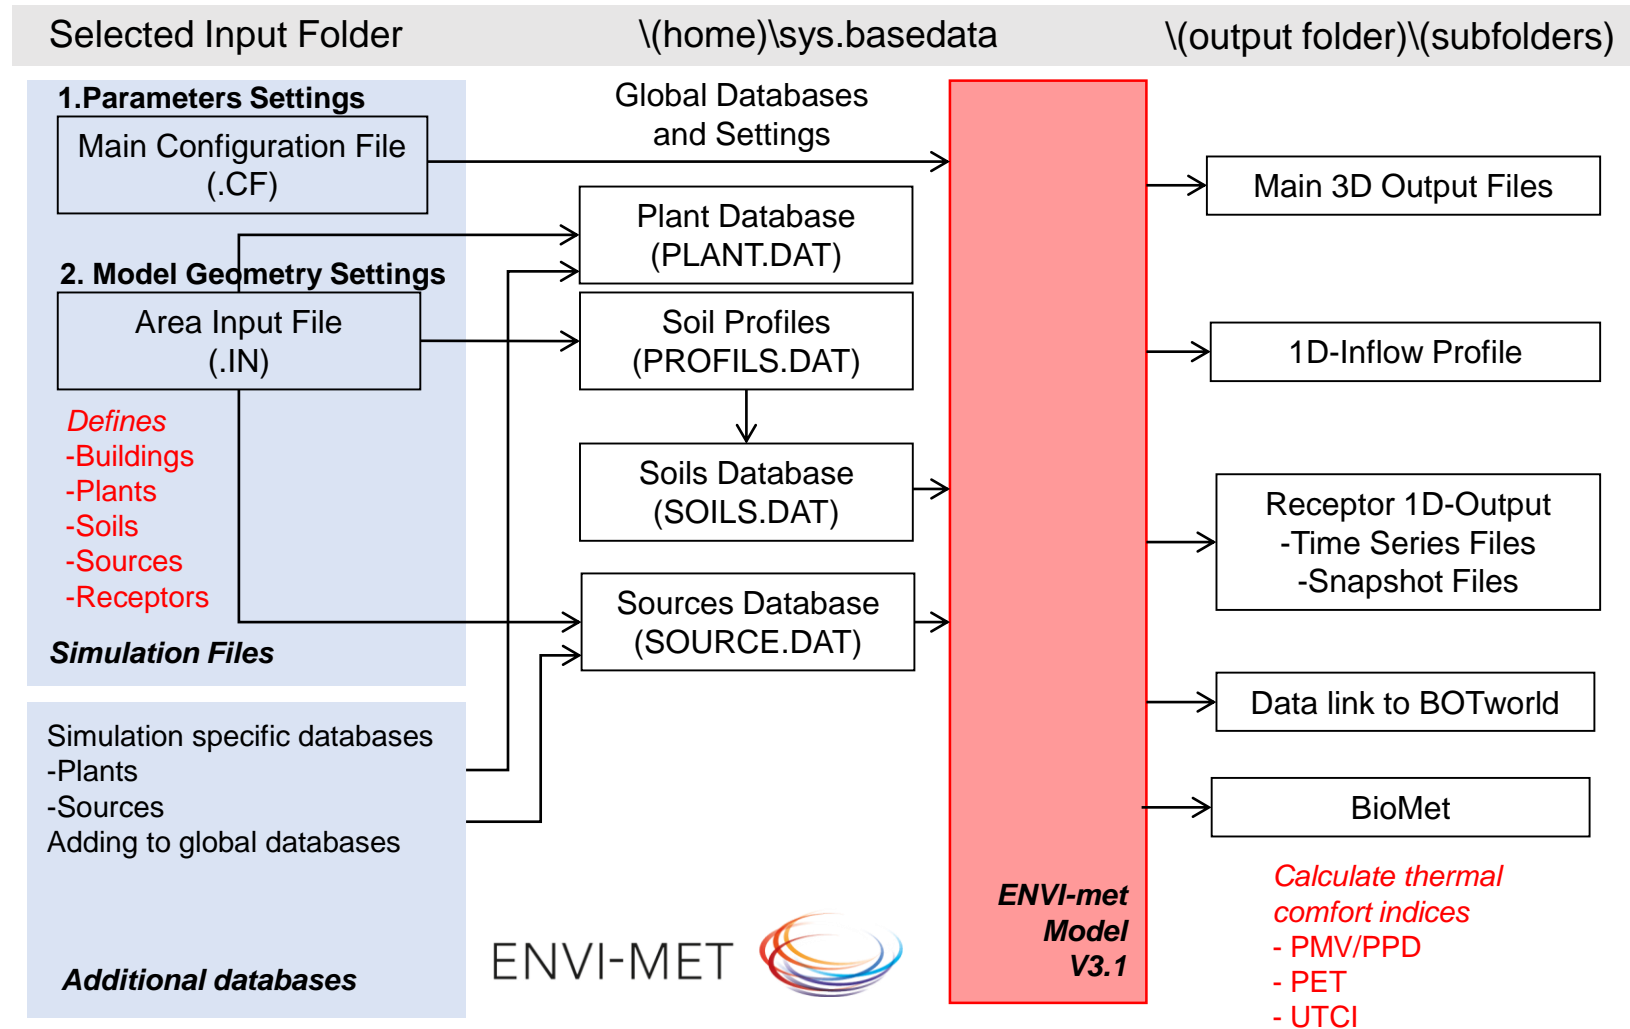 Selected Input Folder
\(home)\sys.basedata
\(output folder)\(subfolders)
1.Parameters Settings
Main Configuration File
(.CF)
2. Model Geometry Settings
Area Input File
(.IN)
Defines
-Buildings
-Plants
-Soils
-Sources
-Receptors
Simulation Files
Simulation specific databases
-Plants
-Sources
Adding to global databases
Additional databases
Global Databases
and Settings
Plant Database
(PLANT.DAT)
Soil Profiles
(PROFILS.DAT)
Soils Database
(SOILS.DAT)
Sources Database
(SOURCE.DAT)
ENVI-MET
ENVI-met
Model
V3.1
Main 3D Output Files
1D-Inflow Profile
Receptor 1D-Output
-Time Series Files
-Snapshot Files
Data link to BOTworld
BioMet
Calculate thermal
comfort indices
- PMV/PPD
- PET
- UTCI